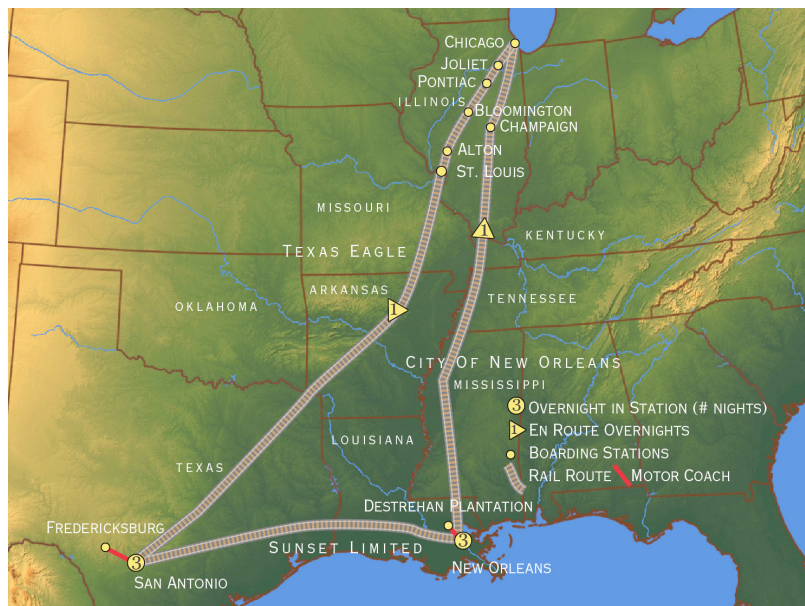 CHICAGO
JOLIET
PONTIAC
ILLINOIS
BLOOMINGTON
CHAMPAIGN
ALTON
ST. LOUIS
MISSOURI
KENTUCKY
TEXAS EAGLE
1
ARKANSAS
TENNESSEE
OKLAHOMA
1
CITY OF NEW ORLEANS
MISSISSIPPI
3 OVERNIGHT IN STATION (# NIGHTS)
1 EN ROUTE OVERNIGHTS
LOUISIANA
BOARDING STATIONS
TEXAS
RAIL ROUTE MOTOR COACH
DESTREHAN PLANTATION
FREDERICKSBURG
SUNSET LIMITED
3
3
SAN ANTONIO
NEW ORLEANS